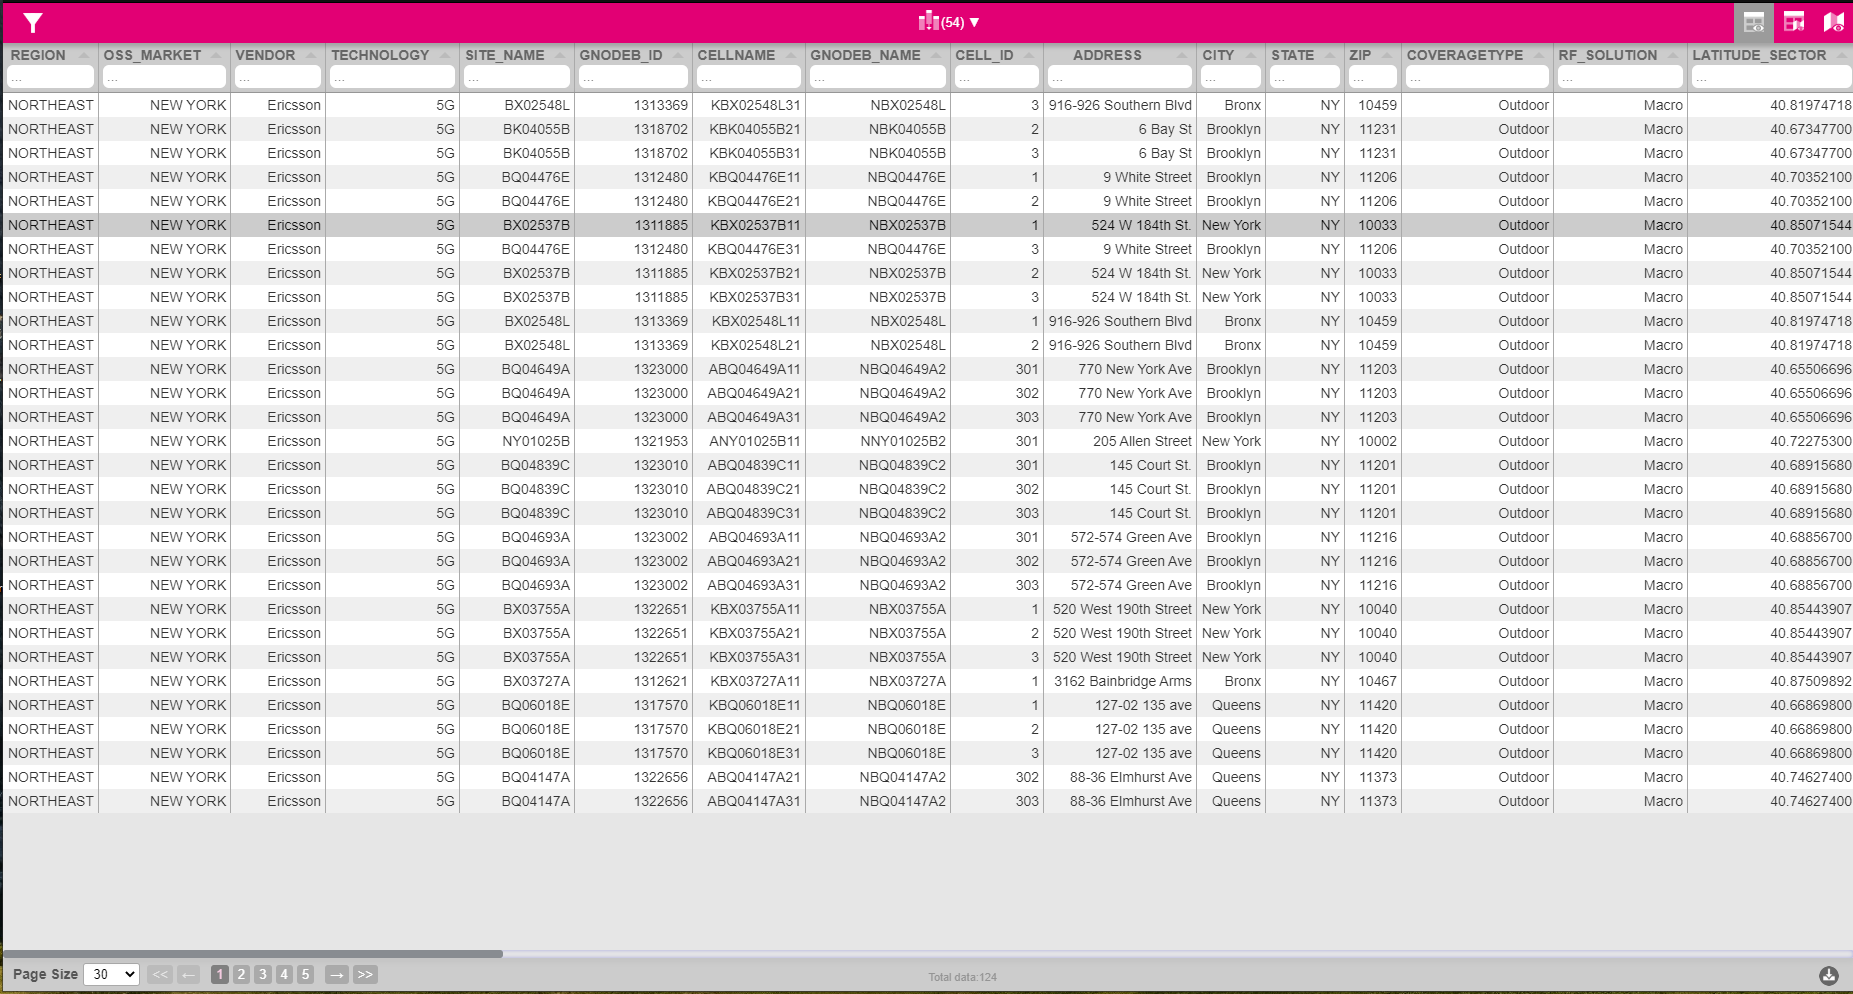 (54) ▼
REGION OSS_MARKET VENDOR TECHNOLOGY SITE_NAME GNODEB_ID CELLNAME GNODEB_NAME CELL_ID ADDRESS CITY STATE ZIP COVERAGETYPE RF_SOLUTION LATITUDE_SECTOR
... ... ... ... ... ... ... ... ... ... ... ... ... ... ... ...
NORTHEAST NEW YORK Ericsson 5G BX02548L 1313369 KBX02548L31 NBX02548L 3 916-926 Southern Blvd Bronx NY 10459 Outdoor Macro 40.81974718
NORTHEAST NEW YORK Ericsson 5G BK04055B 1318702 KBK04055B21 NBK04055B 2 6 Bay St Brooklyn NY 11231 Outdoor Macro 40.67347700
NORTHEAST NEW YORK Ericsson 5G BK04055B 1318702 KBK04055B31 NBK04055B 3 6 Bay St Brooklyn NY 11231 Outdoor Macro 40.67347700
NORTHEAST NEW YORK Ericsson 5G BQ04476E 1312480 KBQ04476E11 NBQ04476E 1 9 White Street Brooklyn NY 11206 Outdoor Macro 40.70352100
NORTHEAST NEW YORK Ericsson 5G BQ04476E 1312480 KBQ04476E21 NBQ04476E 2 9 White Street Brooklyn NY 11206 Outdoor Macro 40.70352100
NORTHEAST NEW YORK Ericsson 5G BX02537B 1311885 KBX02537B11 NBX02537B 1 524 W 184th St. New York NY 10033 Outdoor Macro 40.85071544
NORTHEAST NEW YORK Ericsson 5G BQ04476E 1312480 KBQ04476E31 NBQ04476E 3 9 White Street Brooklyn NY 11206 Outdoor Macro 40.70352100
NORTHEAST NEW YORK Ericsson 5G BX02537B 1311885 KBX02537B21 NBX02537B 2 524 W 184th St. New York NY 10033 Outdoor Macro 40.85071544
NORTHEAST NEW YORK Ericsson 5G BX02537B 1311885 KBX02537B31 NBX02537B 3 524 W 184th St. New York NY 10033 Outdoor Macro 40.85071544
NORTHEAST NEW YORK Ericsson 5G BX02548L 1313369 KBX02548L11 NBX02548L 1 916-926 Southern Blvd Bronx NY 10459 Outdoor Macro 40.81974718
NORTHEAST NEW YORK Ericsson 5G BX02548L 1313369 KBX02548L21 NBX02548L 2 916-926 Southern Blvd Bronx NY 10459 Outdoor Macro 40.81974718
NORTHEAST NEW YORK Ericsson 5G BQ04649A 1323000 ABQ04649A11 NBQ04649A2 301 770 New York Ave Brooklyn NY 11203 Outdoor Macro 40.65506696
NORTHEAST NEW YORK Ericsson 5G BQ04649A 1323000 ABQ04649A21 NBQ04649A2 302 770 New York Ave Brooklyn NY 11203 Outdoor Macro 40.65506696
NORTHEAST NEW YORK Ericsson 5G BQ04649A 1323000 ABQ04649A31 NBQ04649A2 303 770 New York Ave Brooklyn NY 11203 Outdoor Macro 40.65506696
NORTHEAST NEW YORK Ericsson 5G NY01025B 1321953 ANY01025B11 NNY01025B2 301 205 Allen Street New York NY 10002 Outdoor Macro 40.72275300
NORTHEAST NEW YORK Ericsson 5G BQ04839C 1323010 ABQ04839C11 NBQ04839C2 301 145 Court St. Brooklyn NY 11201 Outdoor Macro 40.68915680
NORTHEAST NEW YORK Ericsson 5G BQ04839C 1323010 ABQ04839C21 NBQ04839C2 302 145 Court St. Brooklyn NY 11201 Outdoor Macro 40.68915680
NORTHEAST NEW YORK Ericsson 5G BQ04839C 1323010 ABQ04839C31 NBQ04839C2 303 145 Court St. Brooklyn NY 11201 Outdoor Macro 40.68915680
NORTHEAST NEW YORK Ericsson 5G BQ04693A 1323002 ABQ04693A11 NBQ04693A2 301 572-574 Green Ave Brooklyn NY 11216 Outdoor Macro 40.68856700
NORTHEAST NEW YORK Ericsson 5G BQ04693A 1323002 ABQ04693A21 NBQ04693A2 302 572-574 Green Ave Brooklyn NY 11216 Outdoor Macro 40.68856700
NORTHEAST NEW YORK Ericsson 5G BQ04693A 1323002 ABQ04693A31 NBQ04693A2 303 572-574 Green Ave Brooklyn NY 11216 Outdoor Macro 40.68856700
NORTHEAST NEW YORK Ericsson 5G BX03755A 1322651 KBX03755A11 NBX03755A 1 520 West 190th Street New York NY 10040 Outdoor Macro 40.85443907
NORTHEAST NEW YORK Ericsson 5G BX03755A 1322651 KBX03755A21 NBX03755A 2 520 West 190th Street New York NY 10040 Outdoor Macro 40.85443907
NORTHEAST NEW YORK Ericsson 5G BX03755A 1322651 KBX03755A31 NBX03755A 3 520 West 190th Street New York NY 10040 Outdoor Macro 40.85443907
NORTHEAST NEW YORK Ericsson 5G BX03727A 1312621 KBX03727A11 NBX03727A 1 3162 Bainbridge Arms Bronx NY 10467 Outdoor Macro 40.87509892
NORTHEAST NEW YORK Ericsson 5G BQ06018E 1317570 KBQ06018E11 NBQ06018E 1 127-02 135 ave Queens NY 11420 Outdoor Macro 40.66869800
NORTHEAST NEW YORK Ericsson 5G BQ06018E 1317570 KBQ06018E21 NBQ06018E 2 127-02 135 ave Queens NY 11420 Outdoor Macro 40.66869800
NORTHEAST NEW YORK Ericsson 5G BQ06018E 1317570 KBQ06018E31 NBQ06018E 3 127-02 135 ave Queens NY 11420 Outdoor Macro 40.66869800
NORTHEAST NEW YORK Ericsson 5G BQ04147A 1322656 ABQ04147A21 NBQ04147A2 302 88-36 Elmhurst Ave Queens NY 11373 Outdoor Macro 40.74627400
NORTHEAST NEW YORK Ericsson 5G BQ04147A 1322656 ABQ04147A31 NBQ04147A2 303 88-36 Elmhurst Ave Queens NY 11373 Outdoor Macro 40.74627400
Page Size 30 << ← 1 2 3 4 5 → >> Total data:124